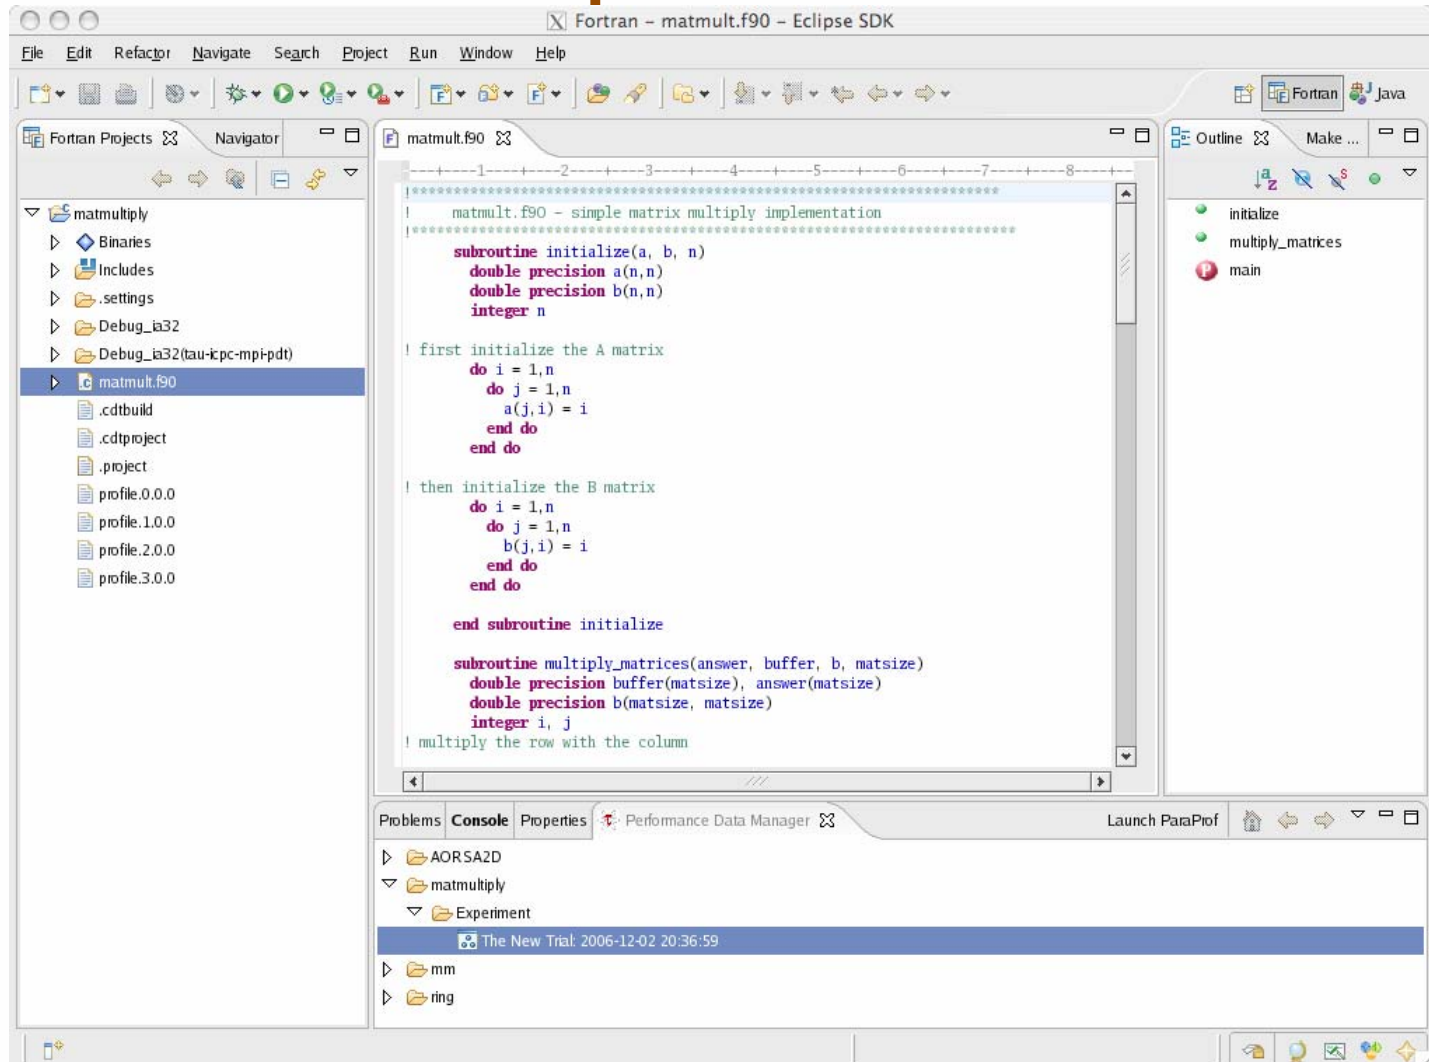 Fortran – matmult.f90 – Eclipse SDK
File Edit Refactor Navigate Search Project Run Window Help
Fortran Java
Fortran Projects Navigator
matmultiply
Binaries
Includes
.settings
Debug_ia32
Debug_ia32(tau-icpc-mpi-pdt)
matmult.f90
.cdtbuild
.cdtproject
.project
profile.0.0.0
profile.1.0.0
profile.2.0.0
profile.3.0.0
matmult.f90
----+----1----+----2----+----3----+----4----+----5----+----6----+----7----+----8----+--
!***********************************************************************
! matmult.f90 – simple matrix multiply implementation
!*************************************************************************
subroutine initialize(a, b, n)
double precision a(n,n)
double precision b(n,n)
integer n
! first initialize the A matrix
do i = 1,n
do j = 1,n
a(j,i) = i
end do
end do
! then initialize the B matrix
do i = 1,n
do j = 1,n
b(j,i) = i
end do
end do
end subroutine initialize
subroutine multiply_matrices(answer, buffer, b, matsize)
double precision buffer(matsize), answer(matsize)
double precision b(matsize, matsize)
integer i, j
! multiply the row with the column
Outline Make ...
initialize
multiply_matrices
main
Problems Console Properties Performance Data Manager Launch ParaProf
AORSA2D
matmultiply
Experiment
The New Trial: 2006-12-02 20:36:59
mm
ring